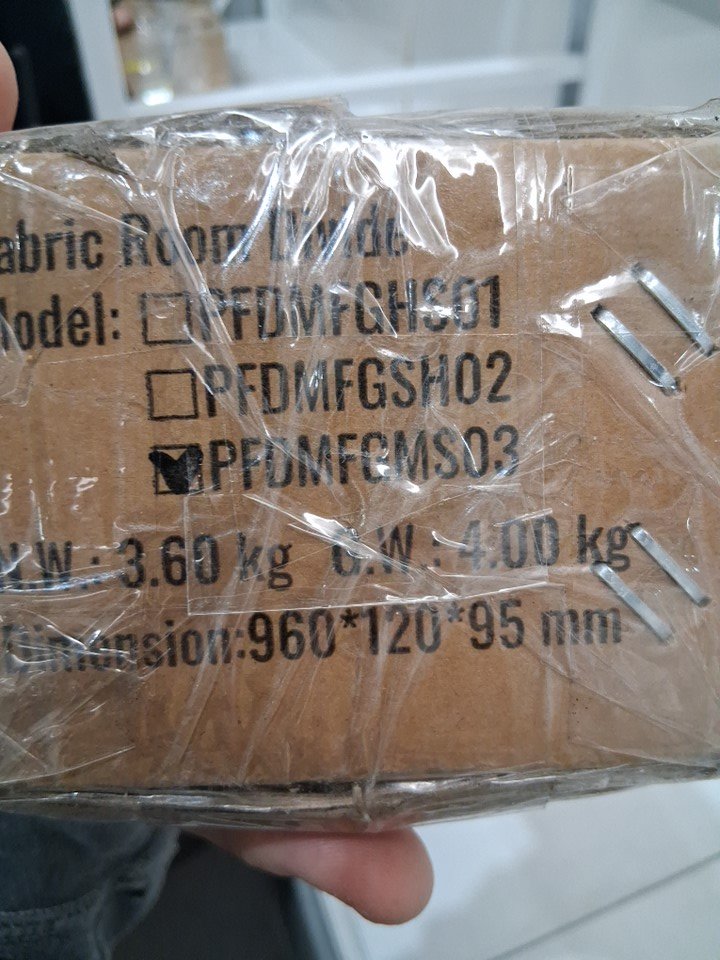 abric Room Divide
Model: PFDMFGHS01
PFDMFGSH02
PFDMFGMS03
N.W.: 3.60 kg G.W.: 4.00 kg
Dimension:960*120*95 mm